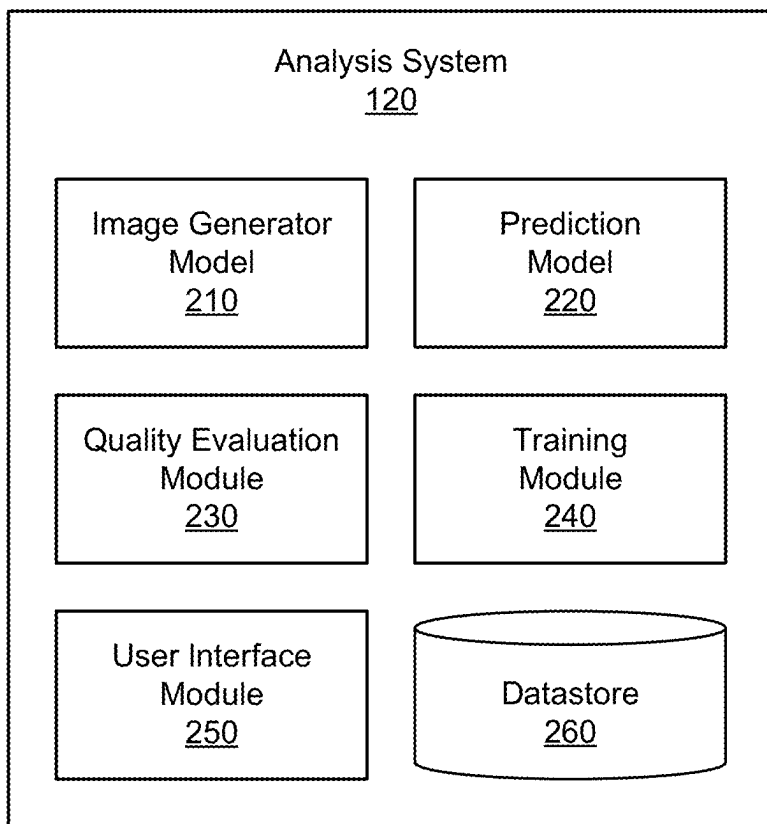 Analysis System
120
Image Generator
Model
210
Prediction
Model
220
Quality Evaluation
Module
230
Training
Module
240
User Interface
Module
250
Datastore
260